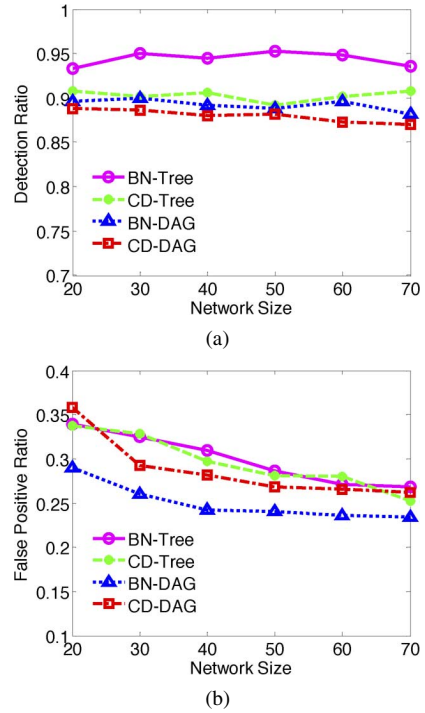 1
0.95
0.9
0.85
0.8
0.75
0.7
Detection Ratio
BN-Tree
CD-Tree
BN-DAG
CD-DAG
20 30 40 50 60 70
Network Size
(a)
0.4
0.35
0.3
0.25
0.2
0.15
0.1
False Positive Ratio
BN-Tree
CD-Tree
BN-DAG
CD-DAG
20 30 40 50 60 70
Network Size
(b)